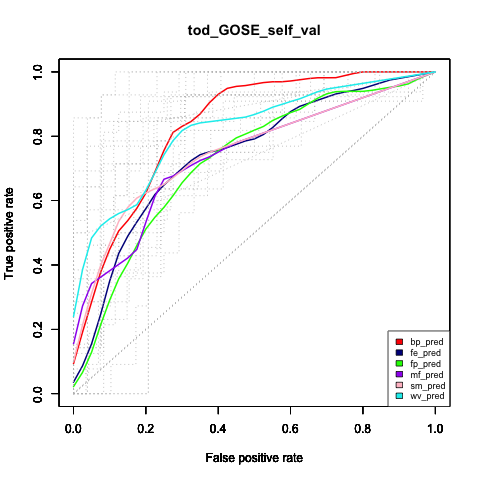 tod_GOSE_self_val
True positive rate
1.0
0.8
0.6
0.4
0.2
0.0
0.0 0.2 0.4 0.6 0.8 1.0
False positive rate
bp_pred
fe_pred
fp_pred
mf_pred
sm_pred
wv_pred